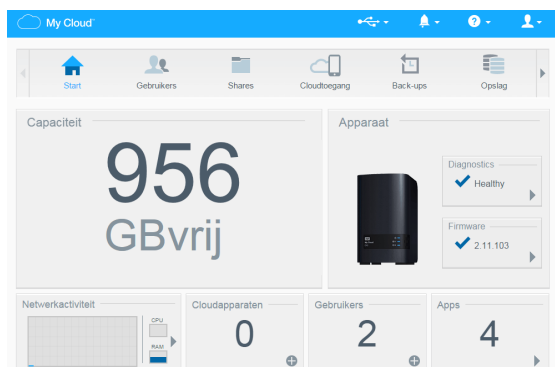 My Cloud
Start
Gebruikers
Shares
Cloudtoegang
Back-ups
Opslag
Capaciteit
956
GBvrij
Apparaat
Diagnostics
Healthy
Firmware
2.11.103
Netwerkactiviteit
CPU
RAM
Cloudapparaten
0
Gebruikers
2
Apps
4